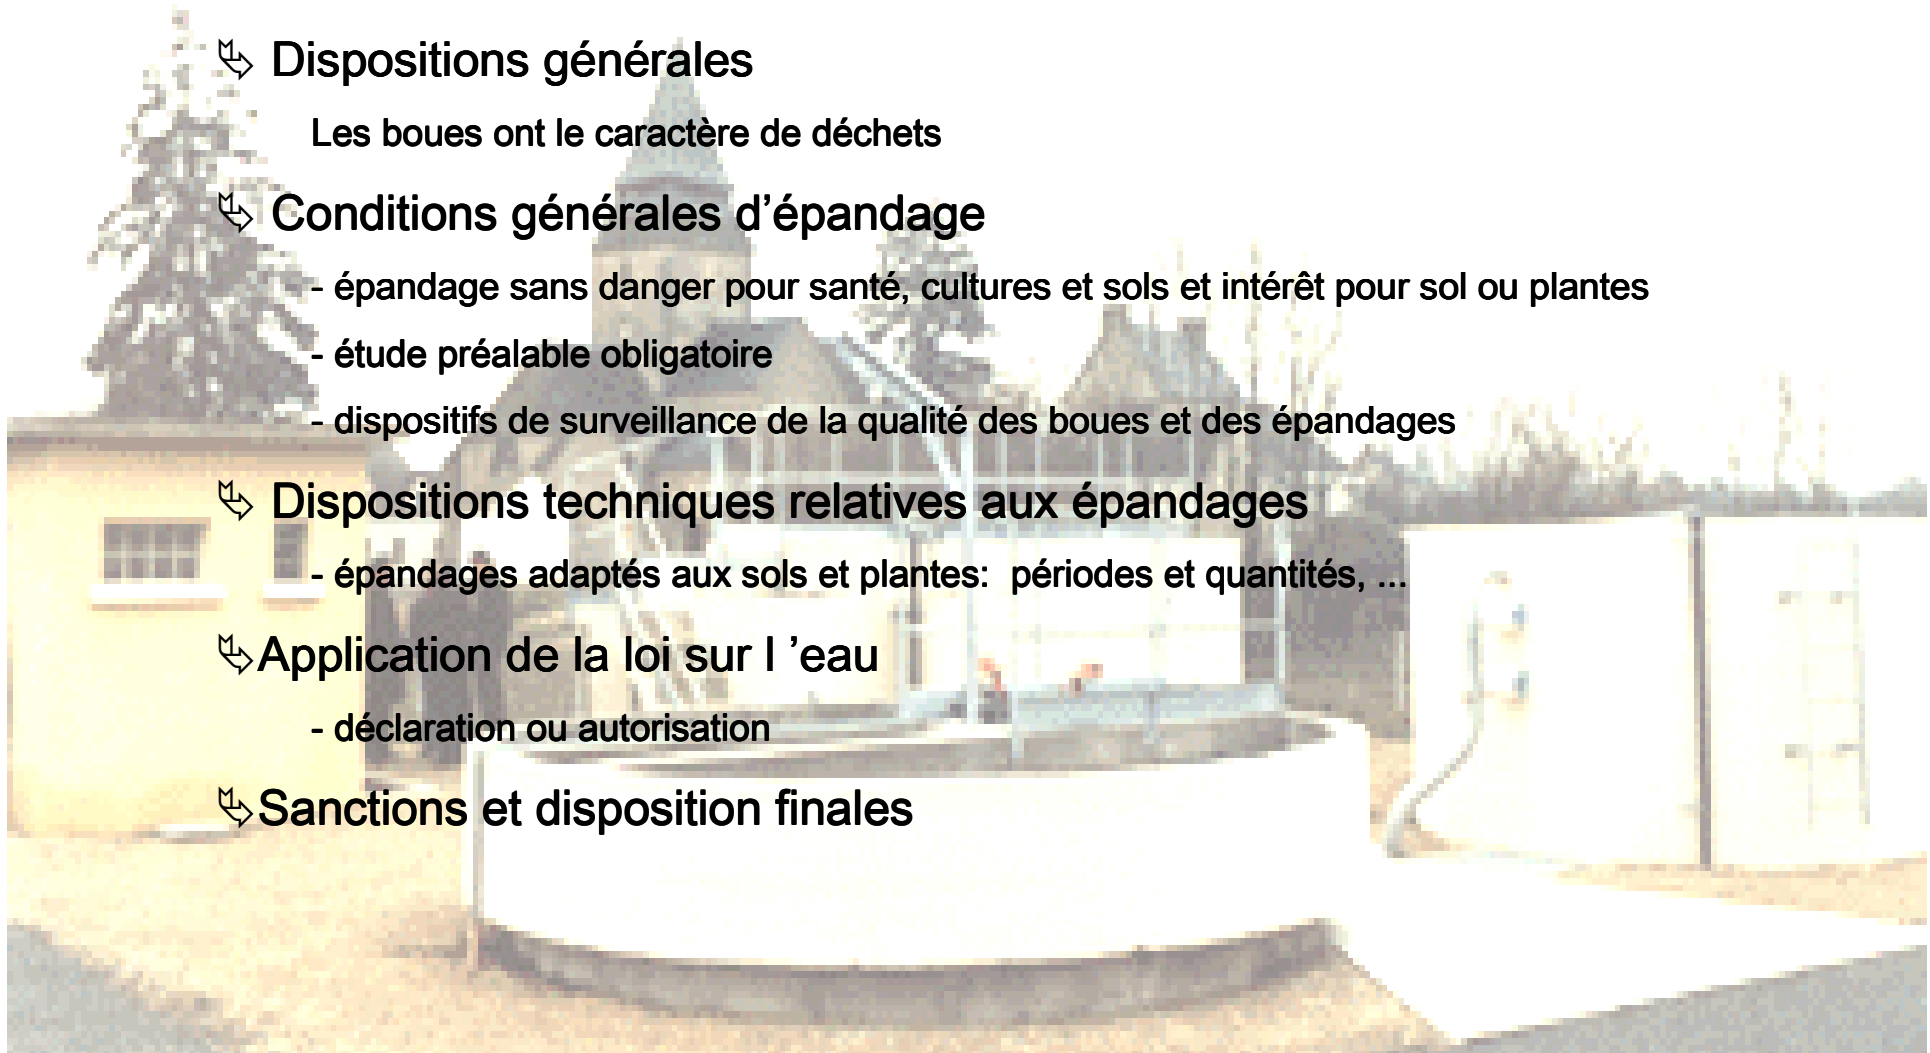 Dispositions générales
Les boues ont le caractère de déchets
Conditions générales d’épandage
- épandage sans danger pour santé, cultures et sols et intérêt pour sol ou plantes
- étude préalable obligatoire
- dispositifs de surveillance de la qualité des boues et des épandages
Dispositions techniques relatives aux épandages
- épandages adaptés aux sols et plantes:  périodes et quantités, ...
Application de la loi sur l ’eau
- déclaration ou autorisation
Sanctions et disposition finales